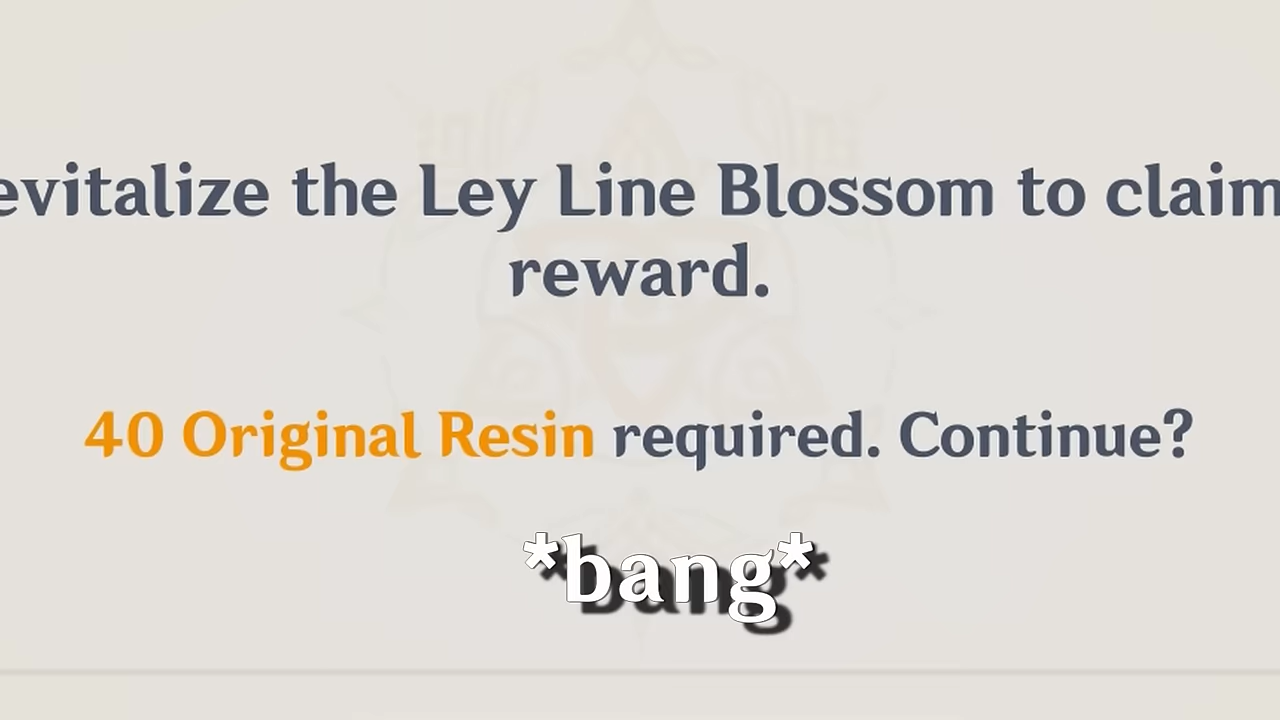 evitalize the Ley Line Blossom to claim
reward.
40 Original Resin required. Continue?
*bang*